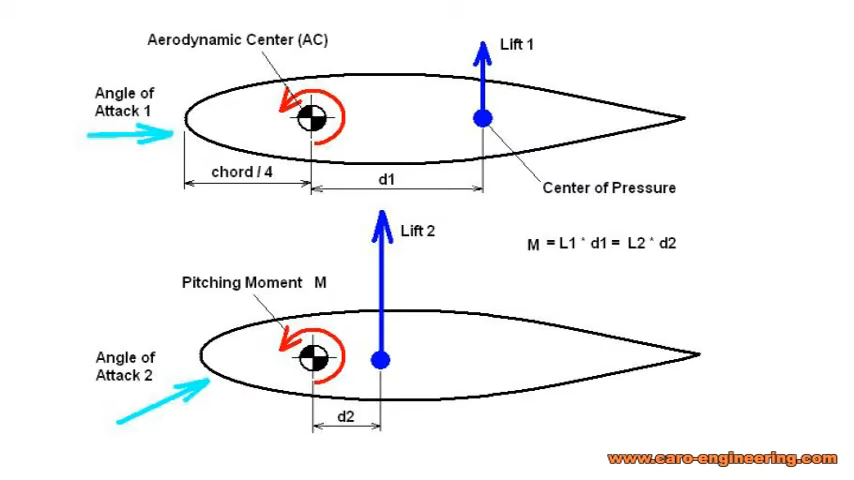 Aerodynamic Center (AC)
Lift 1
Angle of
Attack 1
chord / 4
d1
Center of Pressure
Lift 2
M = L1 * d1 = L2 * d2
Pitching Moment M
Angle of
Attack 2
d2
www.caro-engineering.com